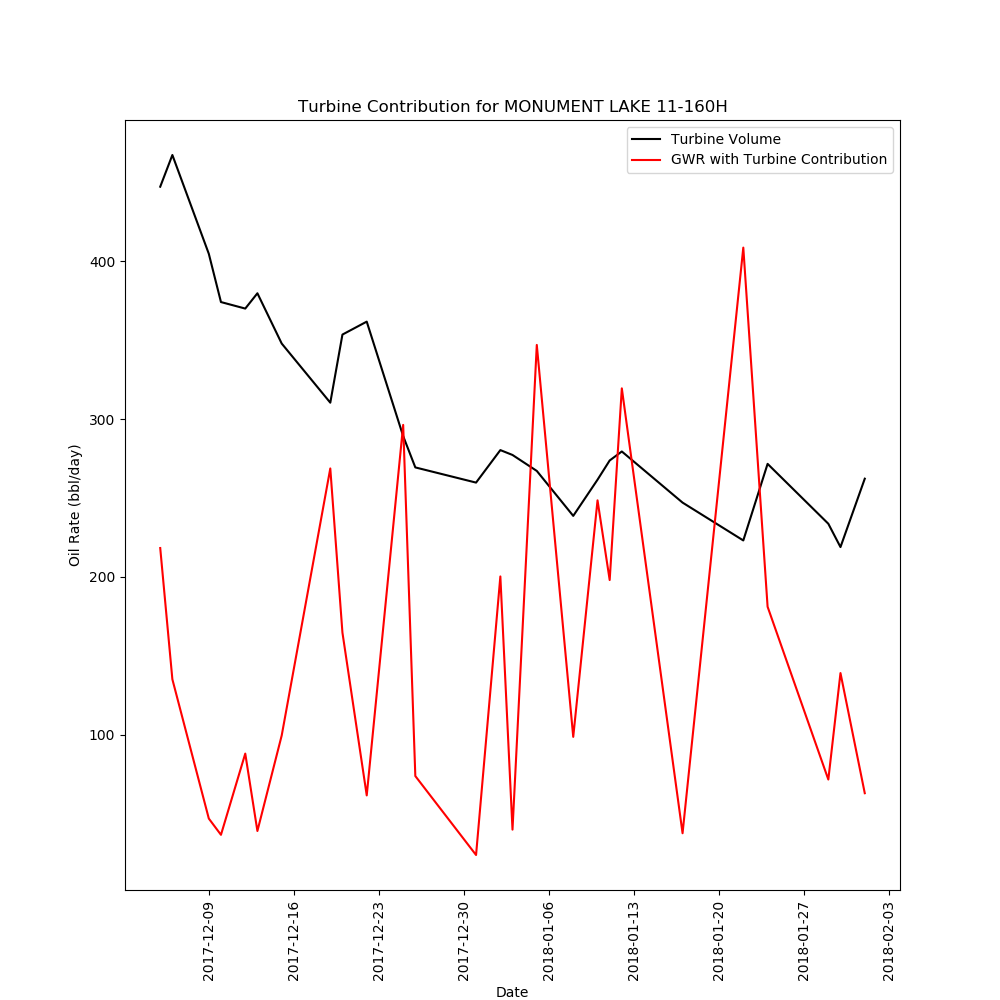 Turbine Contribution for MONUMENT LAKE 11-160H
Turbine Volume
GWR with Turbine Contribution
Oil Rate (bbl/day)
400
300
200
100
2017-12-09
2017-12-16
2017-12-23
2017-12-30
2018-01-06
2018-01-13
2018-01-20
2018-01-27
2018-02-03
Date